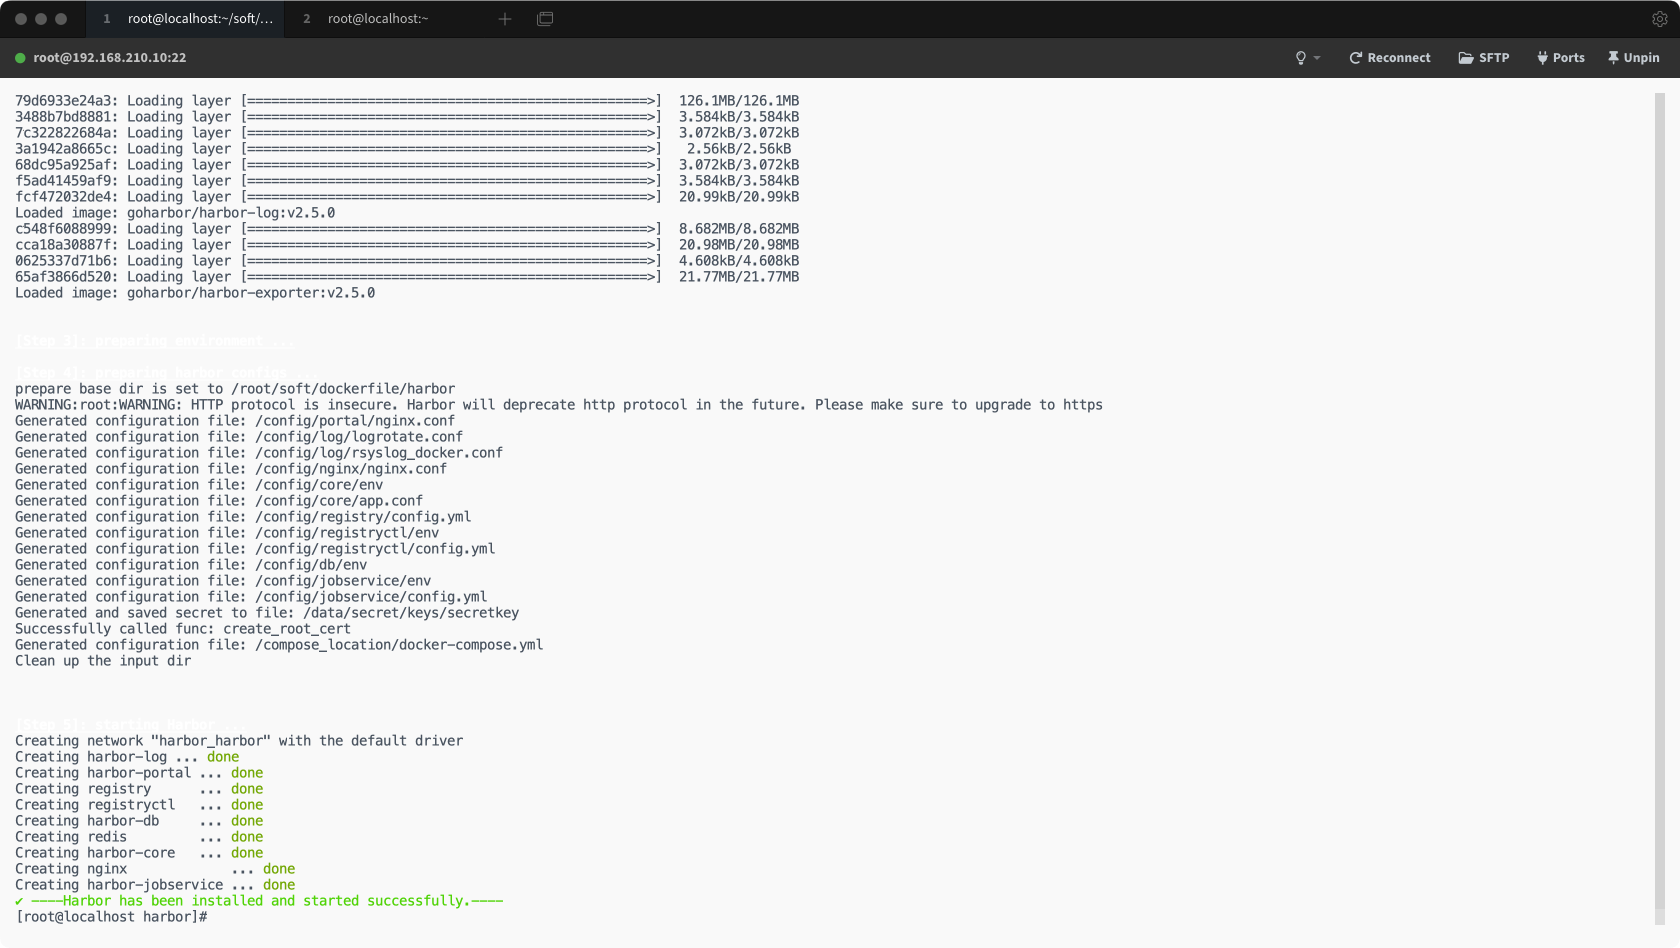 1 root@localhost:~/soft/... 2 root@localhost:~
root@192.168.210.10:22 Reconnect SFTP Ports Unpin
79d6933e24a3: Loading layer [==================================================>] 126.1MB/126.1MB
3488b7bd8881: Loading layer [==================================================>] 3.584kB/3.584kB
7c322822684a: Loading layer [==================================================>] 3.072kB/3.072kB
3a1942a8665c: Loading layer [==================================================>] 2.56kB/2.56kB
68dc95a925af: Loading layer [==================================================>] 3.072kB/3.072kB
f5ad41459af9: Loading layer [==================================================>] 3.584kB/3.584kB
fcf472032de4: Loading layer [==================================================>] 20.99kB/20.99kB
Loaded image: goharbor/harbor-log:v2.5.0
c548f6088999: Loading layer [==================================================>] 8.682MB/8.682MB
cca18a30887f: Loading layer [==================================================>] 20.98MB/20.98MB
0625337d71b6: Loading layer [==================================================>] 4.608kB/4.608kB
65af3866d520: Loading layer [==================================================>] 21.77MB/21.77MB
Loaded image: goharbor/harbor-exporter:v2.5.0
[Step 3]: preparing environment ...
[Step 4]: preparing harbor configs ...
prepare base dir is set to /root/soft/dockerfile/harbor
WARNING:root:WARNING: HTTP protocol is insecure. Harbor will deprecate http protocol in the future. Please make sure to upgrade to https
Generated configuration file: /config/portal/nginx.conf
Generated configuration file: /config/log/logrotate.conf
Generated configuration file: /config/log/rsyslog_docker.conf
Generated configuration file: /config/nginx/nginx.conf
Generated configuration file: /config/core/env
Generated configuration file: /config/core/app.conf
Generated configuration file: /config/registry/config.yml
Generated configuration file: /config/registryctl/env
Generated configuration file: /config/registryctl/config.yml
Generated configuration file: /config/db/env
Generated configuration file: /config/jobservice/env
Generated configuration file: /config/jobservice/config.yml
Generated and saved secret to file: /data/secret/keys/secretkey
Successfully called func: create_root_cert
Generated configuration file: /compose_location/docker-compose.yml
Clean up the input dir
[Step 5]: starting Harbor ...
Creating network "harbor_harbor" with the default driver
Creating harbor-log ... done
Creating harbor-portal ... done
Creating registry ... done
Creating registryctl ... done
Creating harbor-db ... done
Creating redis ... done
Creating harbor-core ... done
Creating nginx ... done
Creating harbor-jobservice ... done
✔ ----Harbor has been installed and started successfully.----
[root@localhost harbor]#